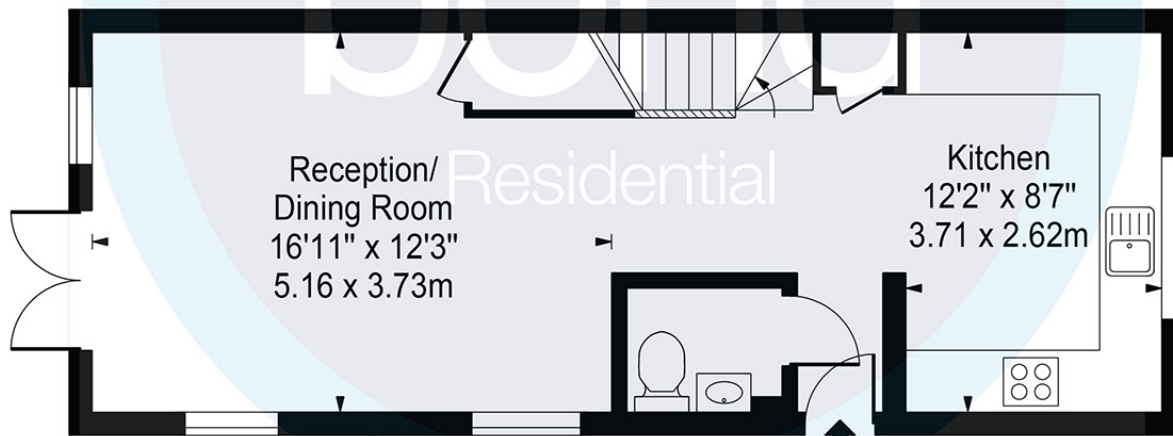 bond
Residential
Reception/
Dining Room
16'11" x 12'3"
5.16 x 3.73m
Kitchen
12'2" x 8'7"
3.71 x 2.62m